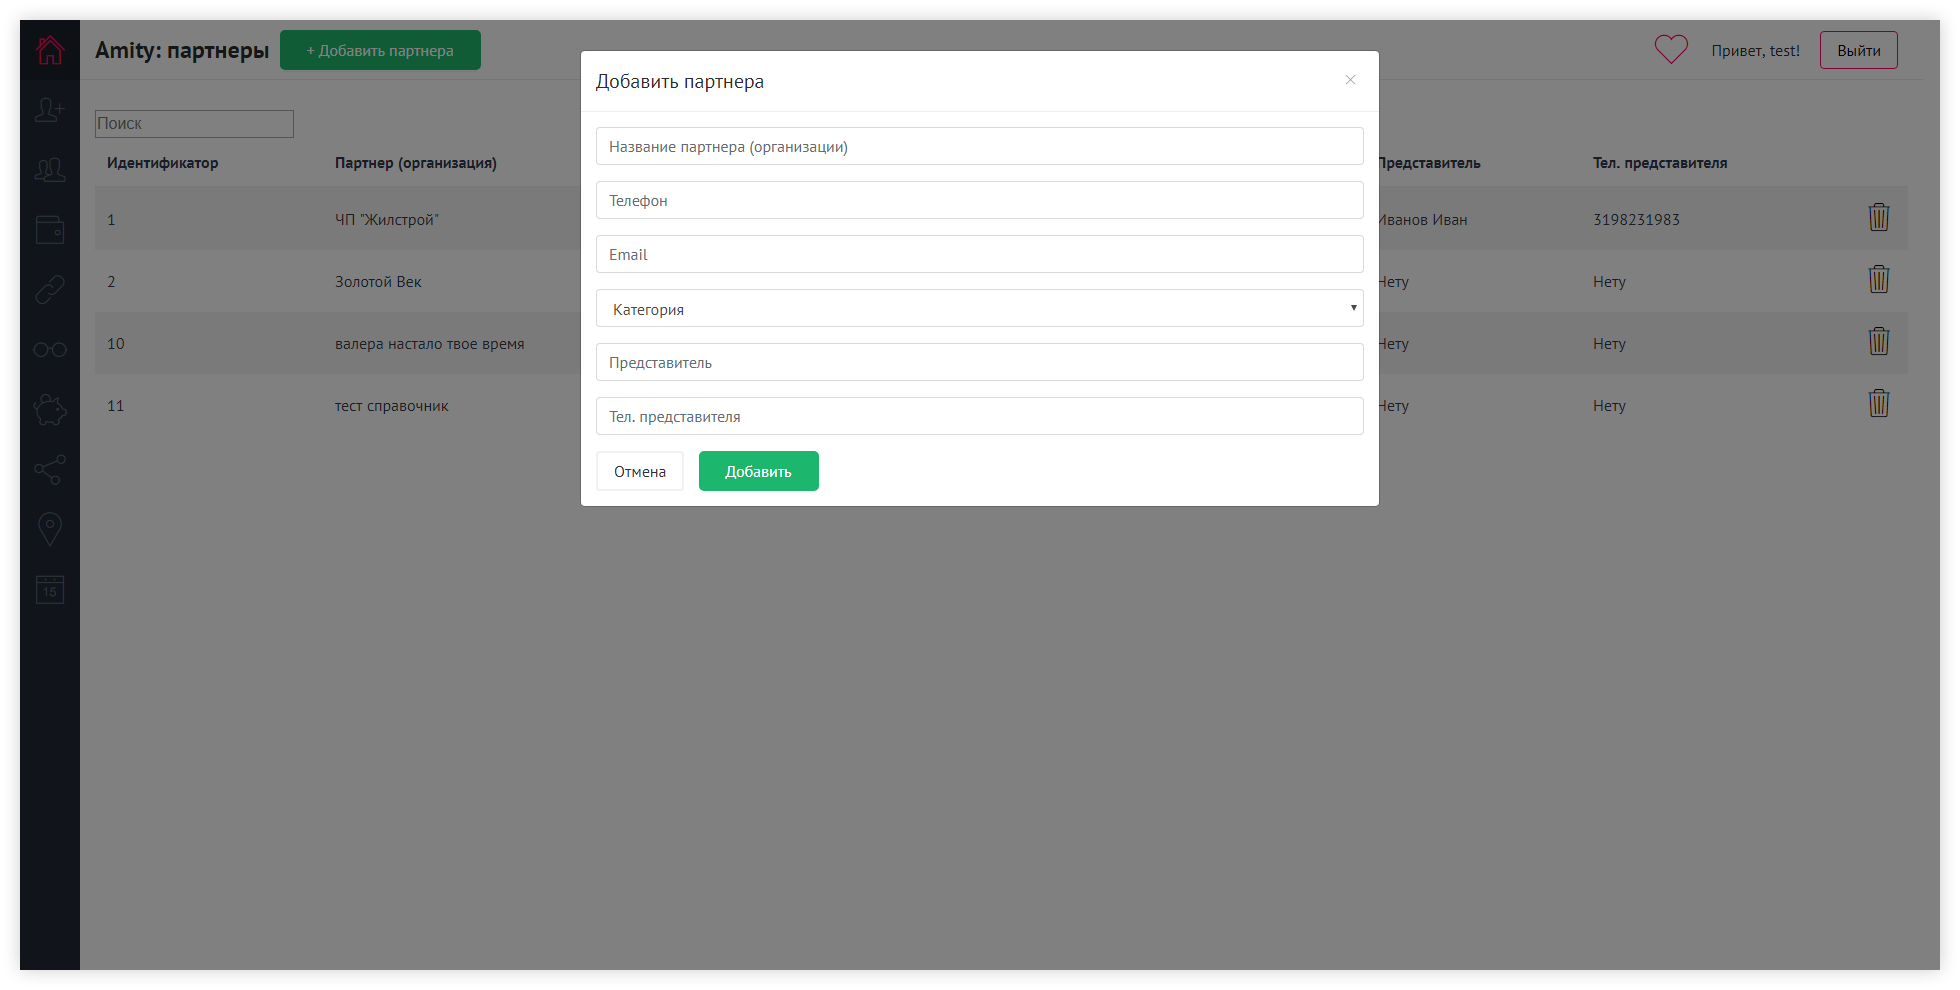 Amity: партнеры
+ Добавить партнера
Привет, test!
Выйти
Добавить партнера
×
Поиск
Идентификатор
Партнер (организация)
Представитель
Тел. представителя
1
ЧП "Жилстрой"
Иванов Иван
3198231983
2
Золотой Век
Нету
Нету
10
валера настало твое время
Нету
Нету
11
тест справочник
Нету
Нету
Название партнера (организации)
Телефон
Email
Категория
Представитель
Тел. представителя
Отмена
Добавить
15